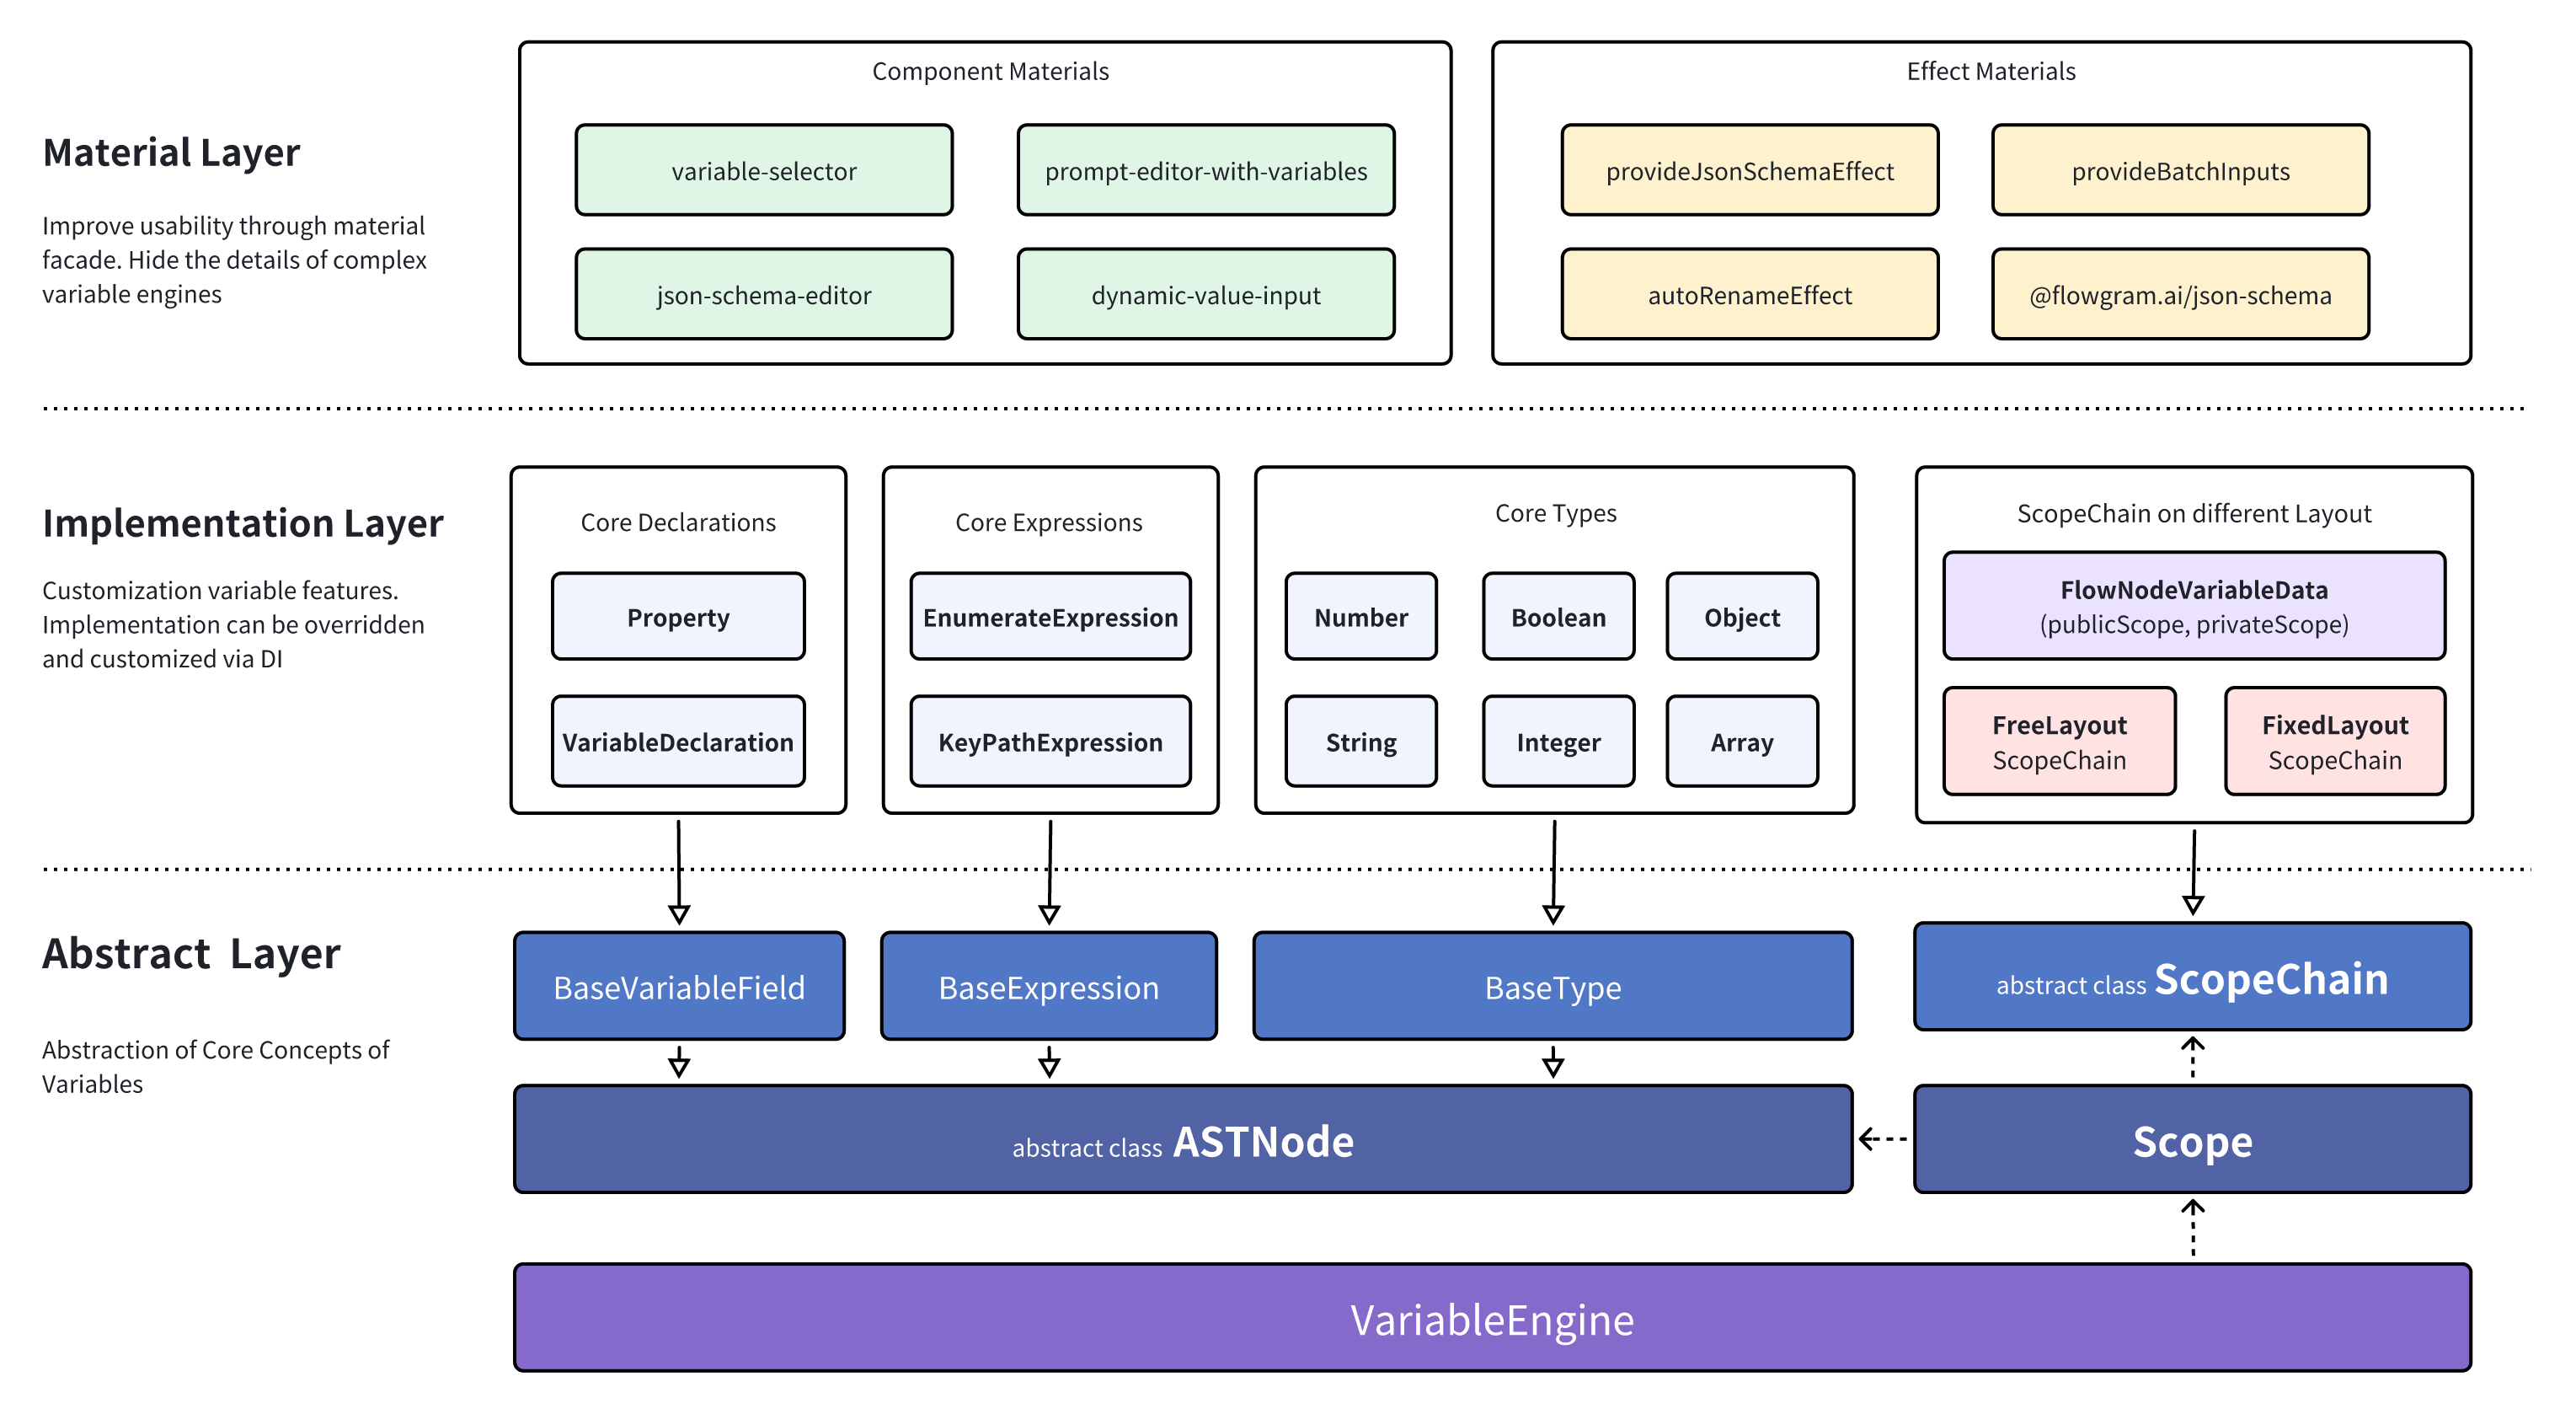 Material Layer
Improve usability through material
facade. Hide the details of complex
variable engines
Component Materials
variable-selector
prompt-editor-with-variables
json-schema-editor
dynamic-value-input
Effect Materials
provideJsonSchemaEffect
provideBatchInputs
autoRenameEffect
@flowgram.ai/json-schema
Implementation Layer
Customization variable features.
Implementation can be overridden
and customized via DI
Core Declarations
Property
VariableDeclaration
Core Expressions
EnumerateExpression
KeyPathExpression
Core Types
Number
Boolean
Object
String
Integer
Array
ScopeChain on different Layout
FlowNodeVariableData
(publicScope, privateScope)
FreeLayout
ScopeChain
FixedLayout
ScopeChain
Abstract Layer
Abstraction of Core Concepts of
Variables
BaseVariableField
BaseExpression
BaseType
abstract class ScopeChain
abstract class ASTNode
Scope
VariableEngine